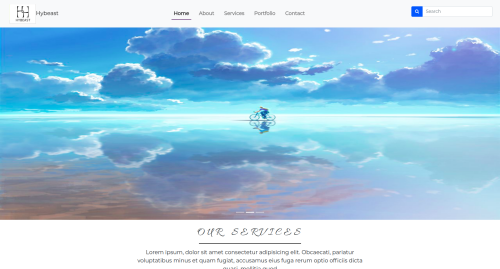 HYBEAST
Hybeast
Home
About
Services
Portfolio
Contact
Search
OUR SERVICES
Lorem ipsum, dolor sit amet consectetur adipisicing elit. Obcaecati, pariatur
voluptatibus minus et quam fugiat, accusamus eius fuga rerum optio officiis dicta
quasi, mollitia quod